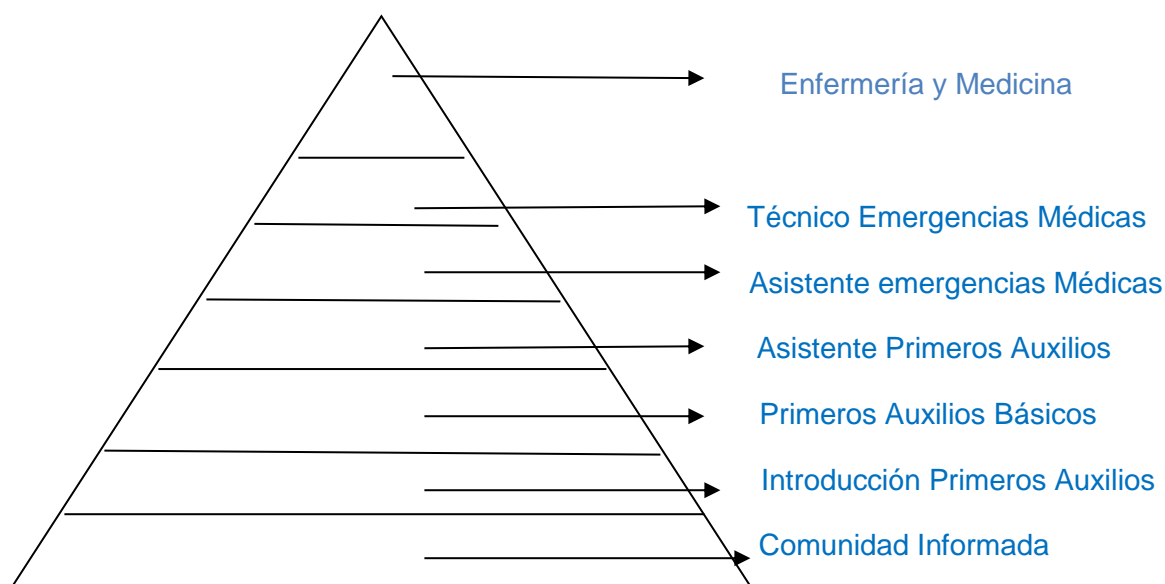 Enfermería y Medicina
Técnico Emergencias Médicas
Asistente emergencias Médicas
Asistente Primeros Auxilios
Primeros Auxilios Básicos
Introducción Primeros Auxilios
Comunidad Informada